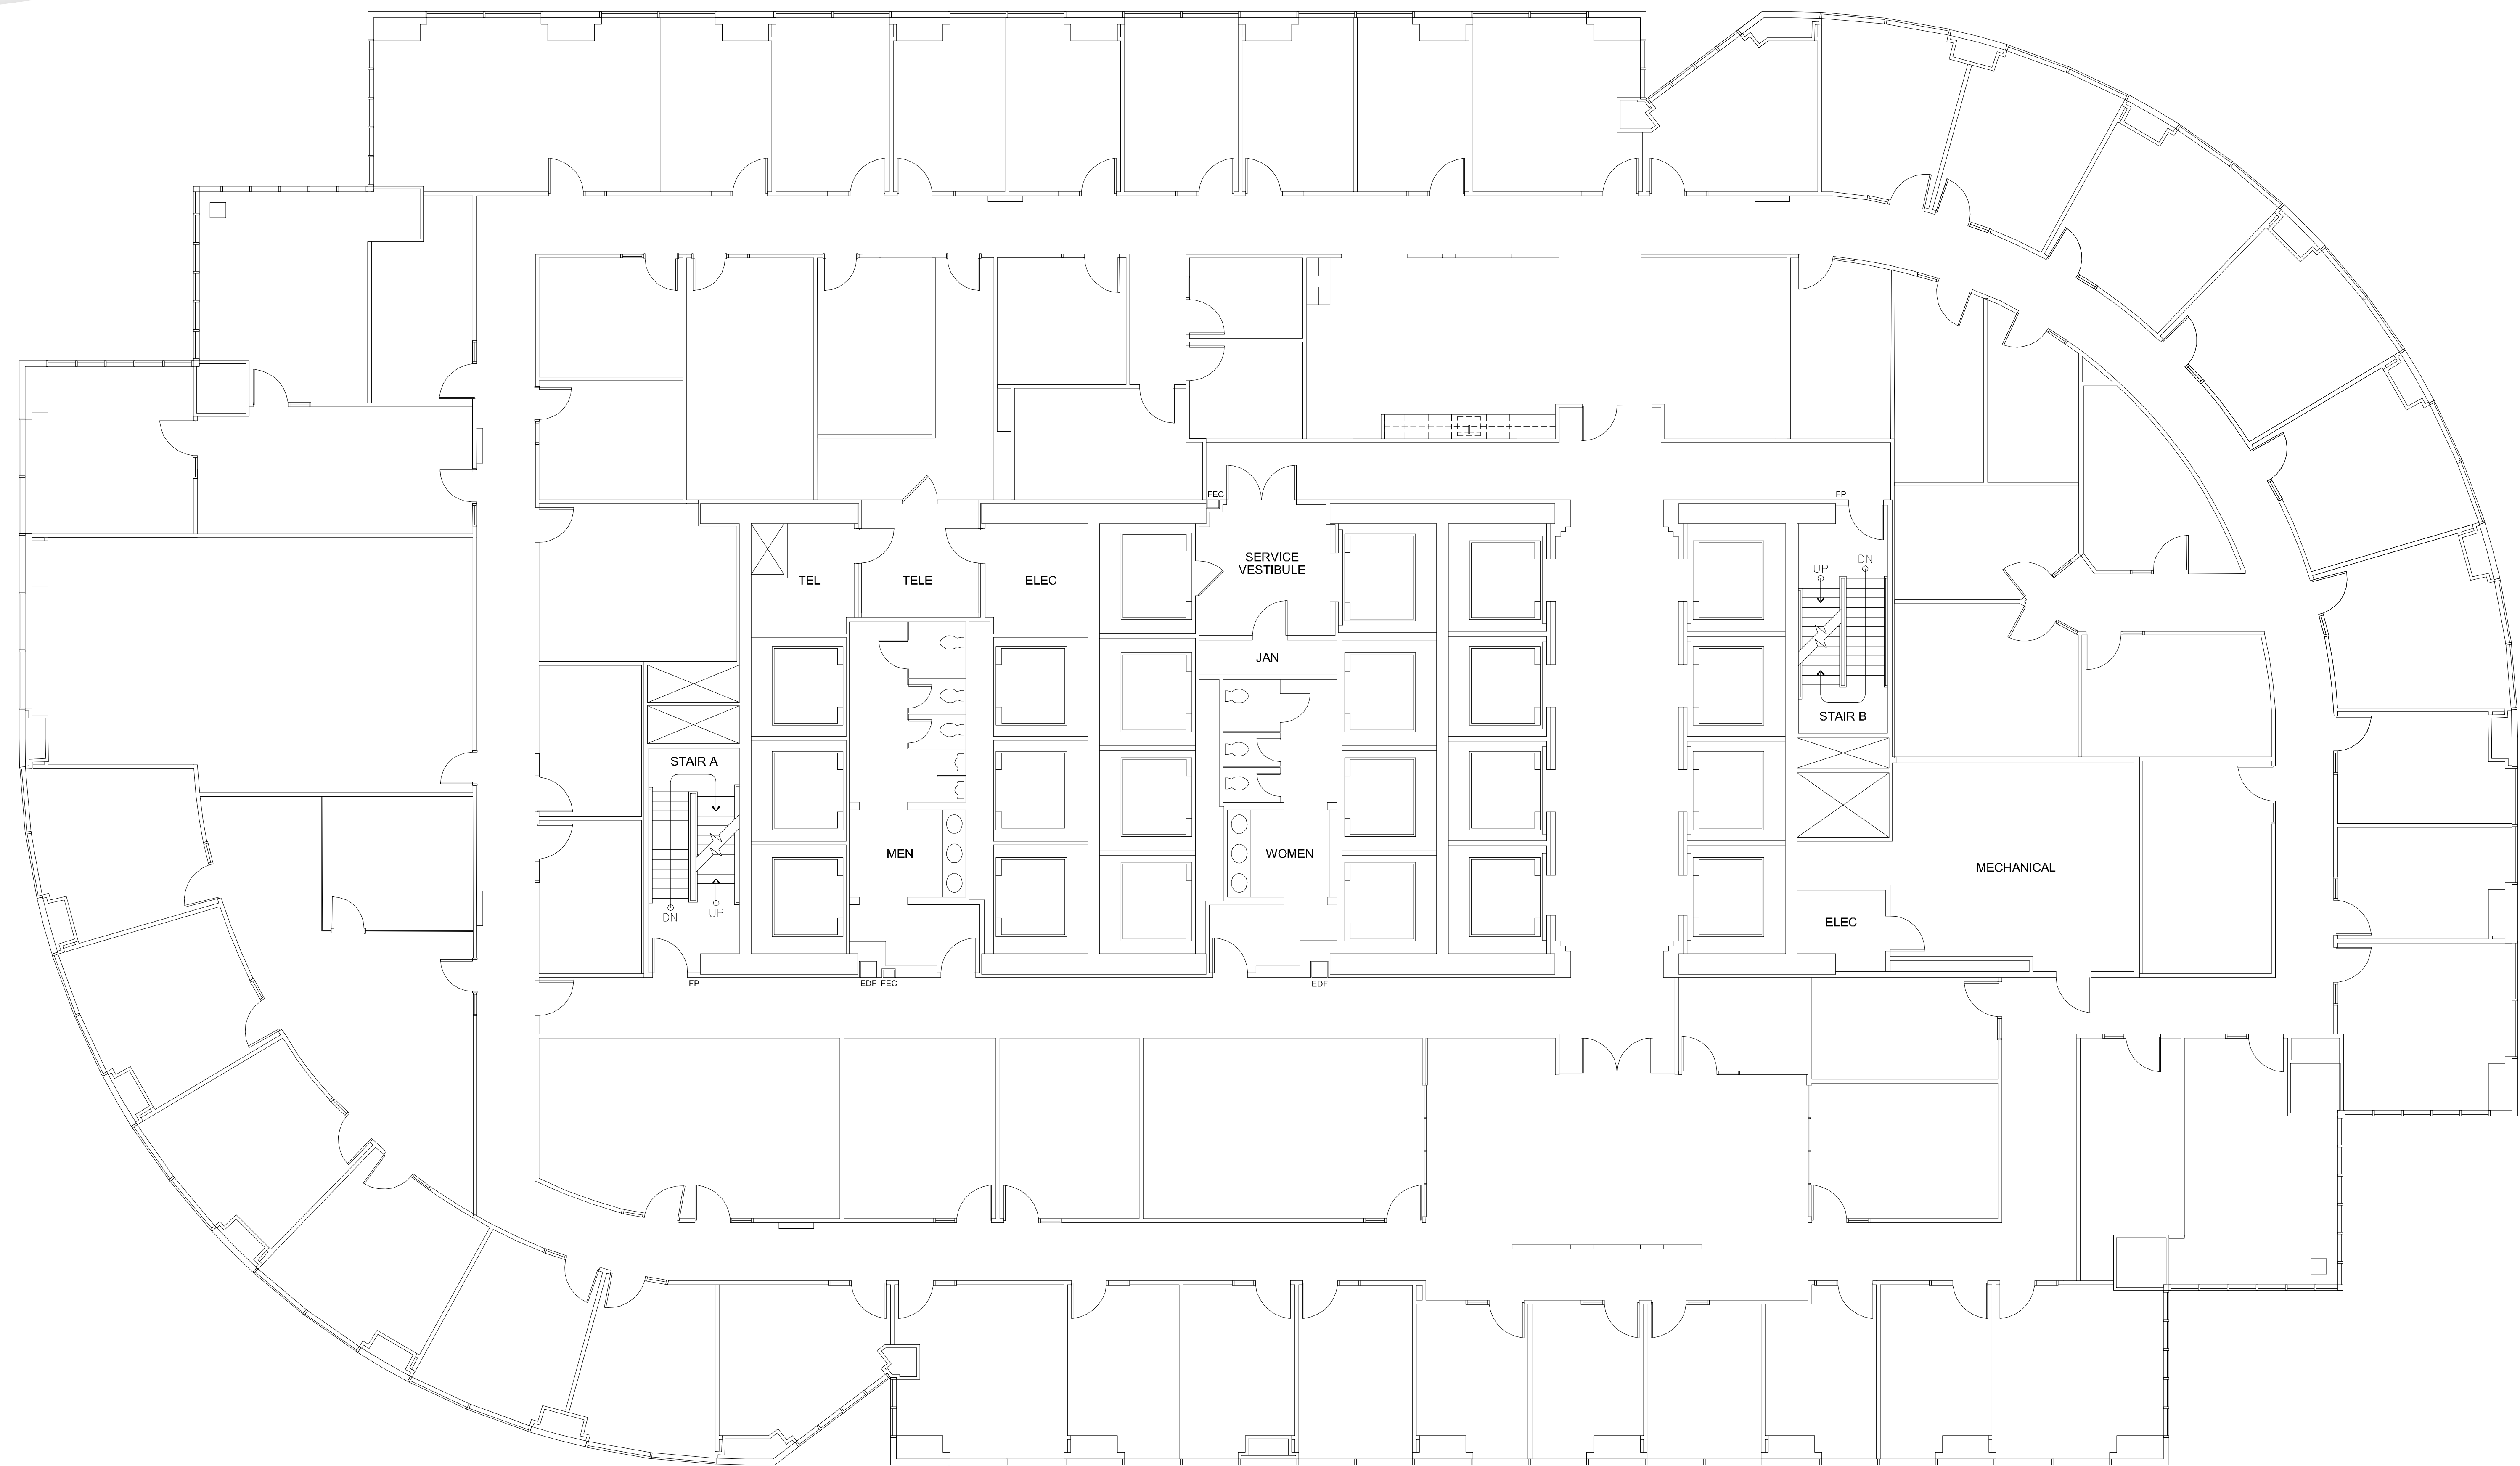 FEC
FP
SERVICE
VESTIBULE
TEL
TELE
ELEC
UP
DN
JAN
STAIR B
STAIR A
MEN
WOMEN
MECHANICAL
DN
UP
ELEC
FP
EDF
FEC
EDF